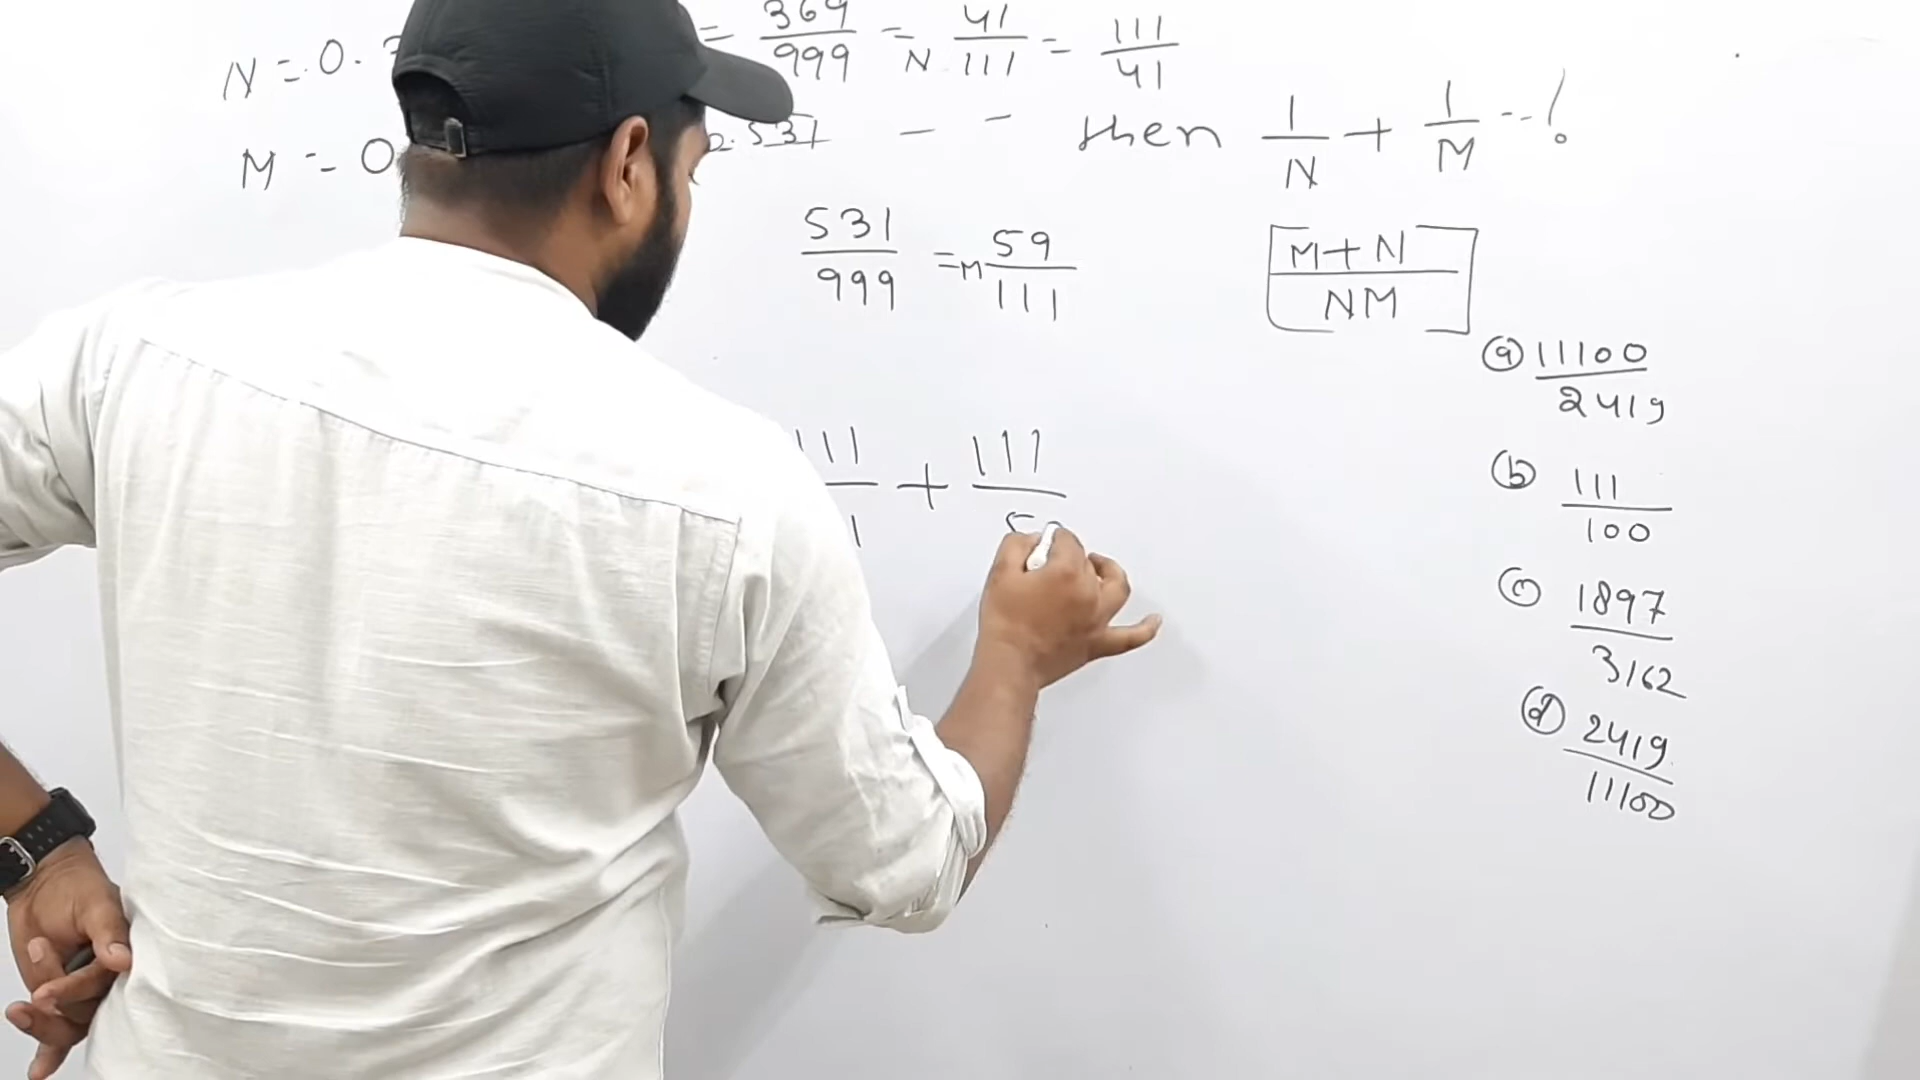 N = 0. = 369/999 = N 41/111 = 111/41
M = 0 0.531 - - then 1/N + 1/M --!
531/999 = M 59/111
M+N/NM
ⓐ 11100/2419
111/1 + 111/5
ⓑ 111/100
ⓒ 1897/3162
ⓓ 2419/11100